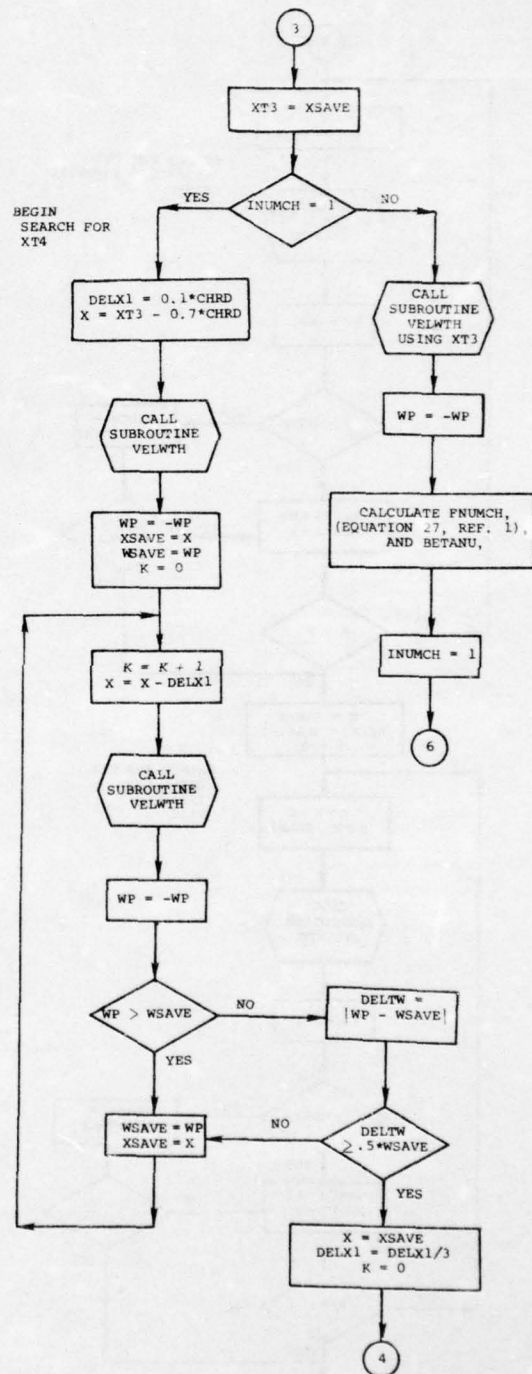 3
XT3 = XSAVE
INUMCH = 1
YES
NO
BEGIN
SEARCH FOR
XT4
DELX1 = 0.1*CHRD
X = XT3 - 0.7*CHRD
CALL
SUBROUTINE
VELWTH
WP = -WP
XSAVE = X
WSAVE = WP
K = 0
K = K + 1
X = X - DELX1
CALL
SUBROUTINE
VELWTH
WP = -WP
WP > WSAVE
NO
YES
WSAVE = WP
XSAVE = X
DELTW =
|WP - WSAVE|
DELTW
≥ .5*WSAVE
NO
YES
X = XSAVE
DELX1 = DELX1/3
K = 0
4
CALL
SUBROUTINE
VELWTH
USING XT3
WP = -WP
CALCULATE FNUMCH,
(EQUATION 27, REF. 1),
AND BETANU,
INUMCH = 1
6